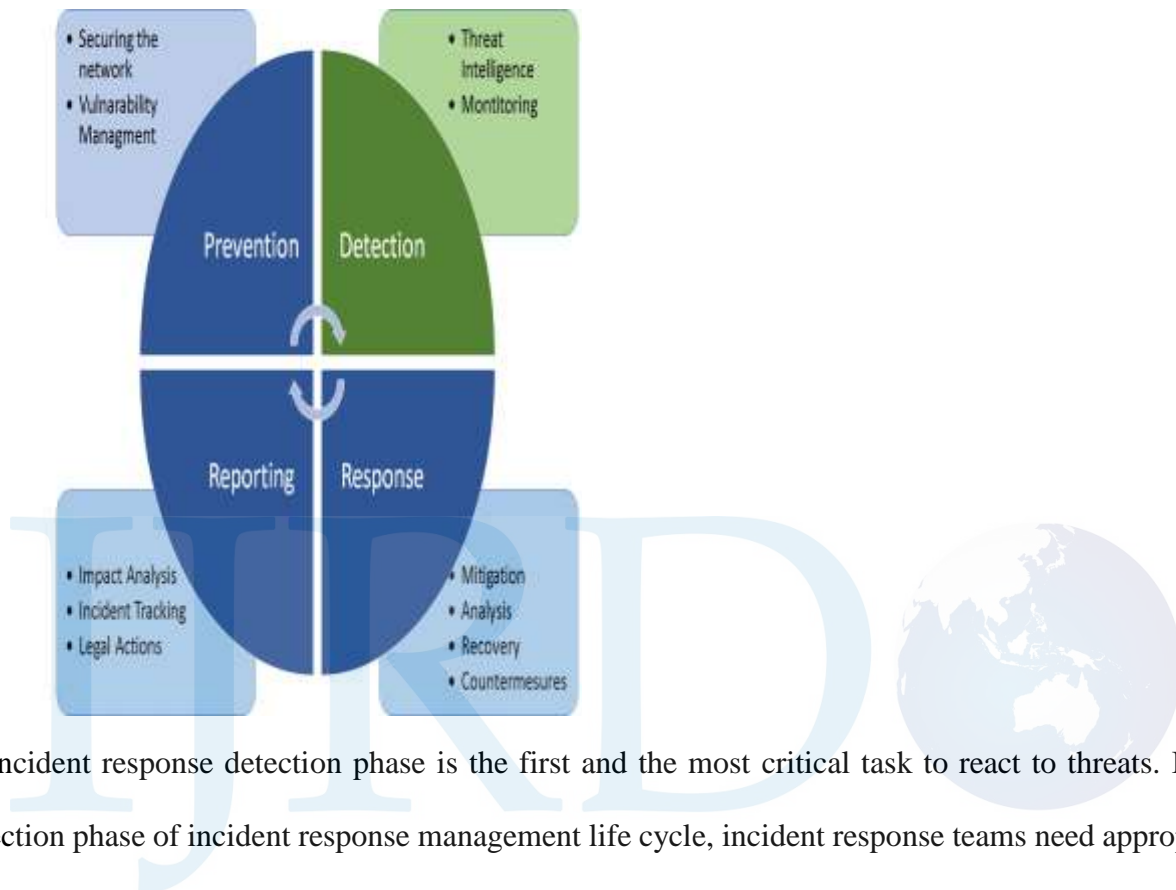 • Securing the
network
• Vulnarability
Managment
• Threat
Intelligence
• Montitoring
Prevention
Detection
Reporting
Response
• Impact Analysis
• Incident Tracking
• Legal Actions
• Mitigation
• Analysis
• Recovery
• Countermesures
IJRD
ncident response detection phase is the first and the most critical task to react to threats.
ction phase of incident response management life cycle, incident response teams need appro